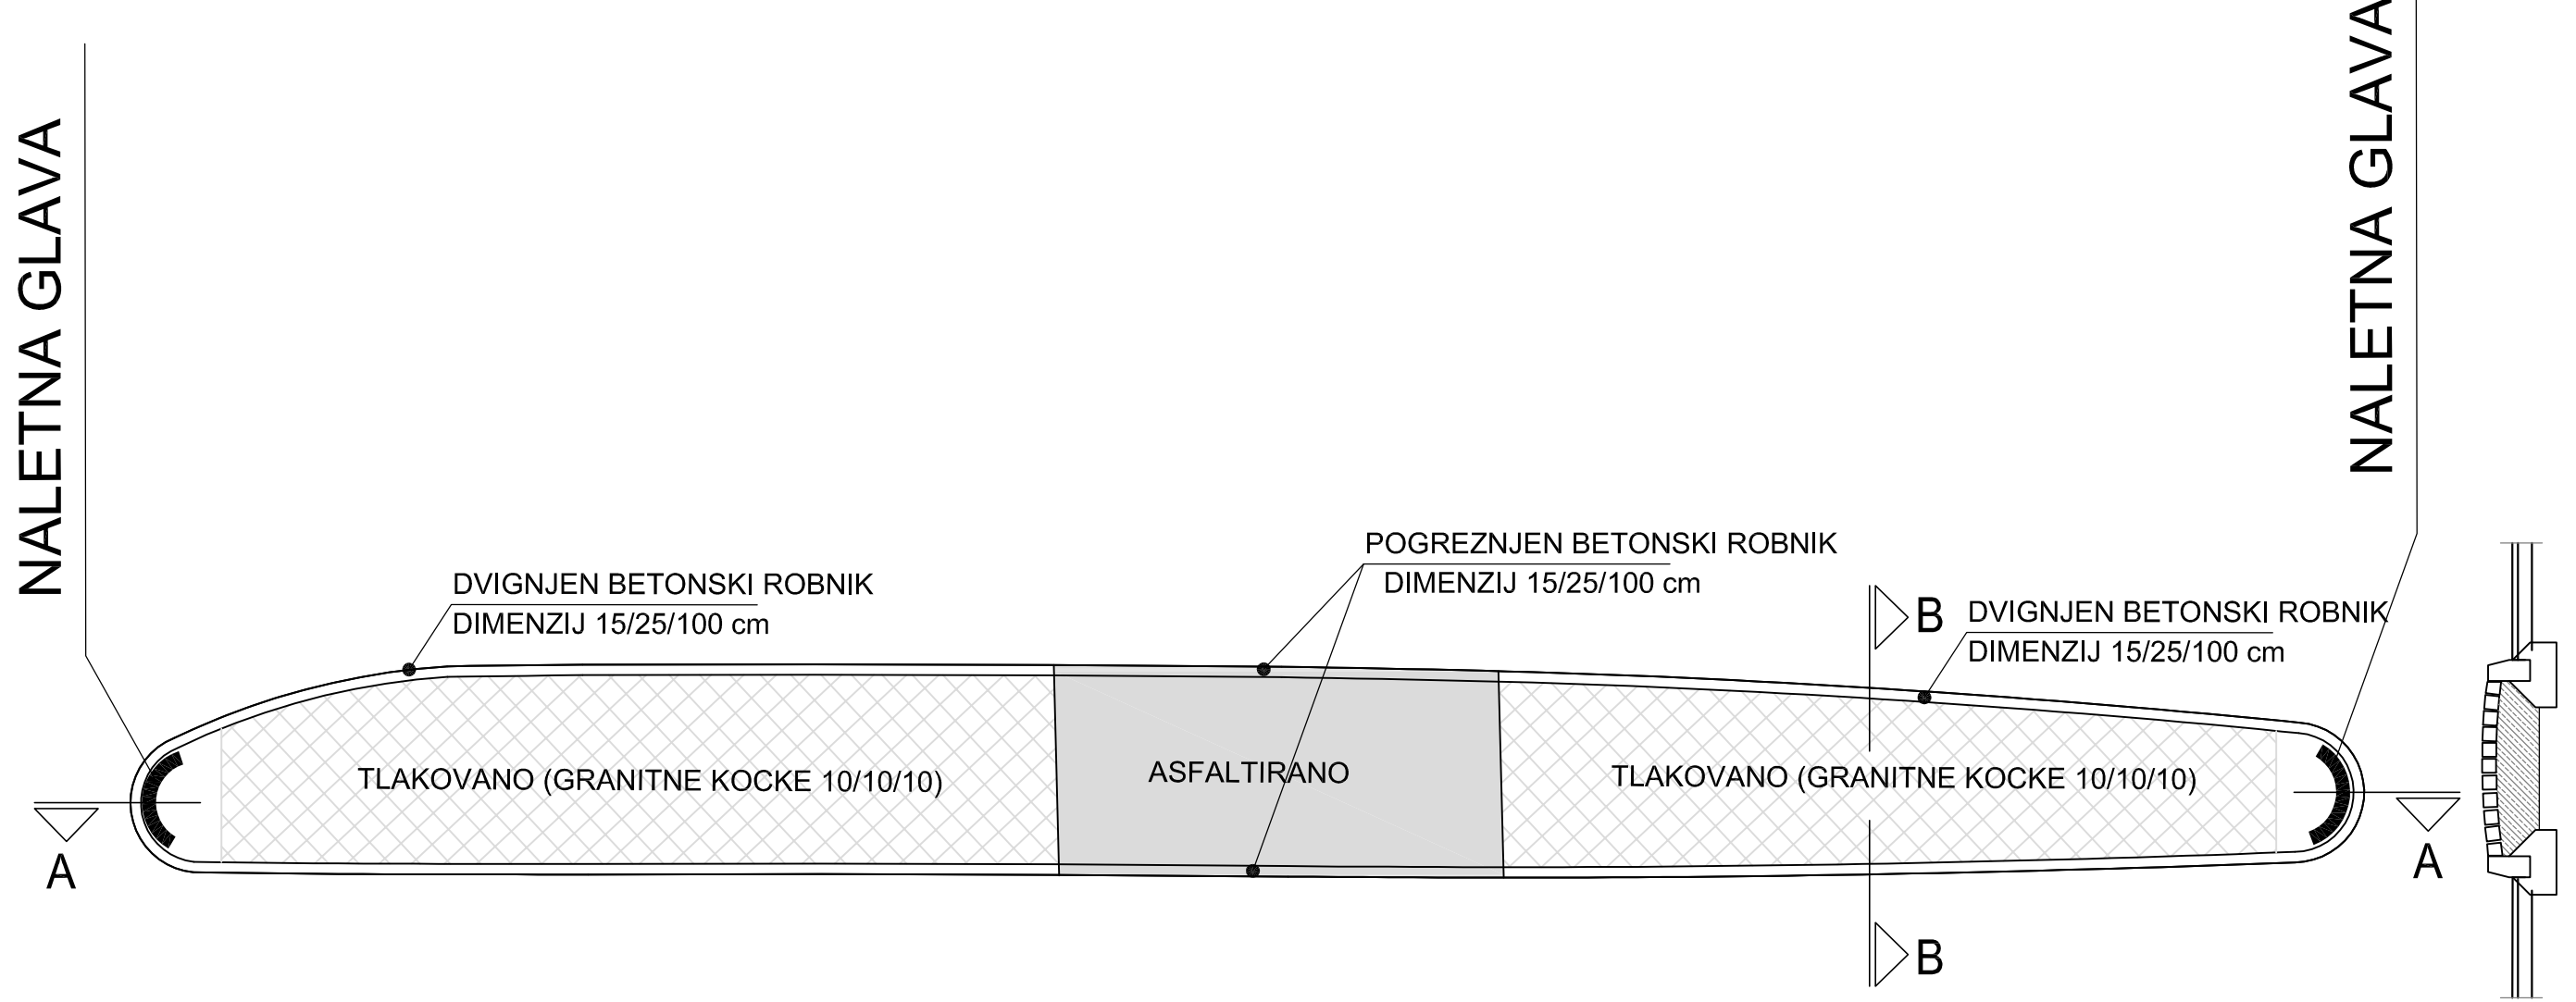 NALETNA GLAVA
NALETNA GLAVA
DVIGNJEN BETONSKI ROBNIK
DIMENZIJ 15/25/100 cm
POGREZNJEN BETONSKI ROBNIK
DIMENZIJ 15/25/100 cm
B
DVIGNJEN BETONSKI ROBNIK
DIMENZIJ 15/25/100 cm
TLAKOVANO (GRANITNE KOCKE 10/10/10)
ASFALTIRANO
TLAKOVANO (GRANITNE KOCKE 10/10/10)
A
A
B